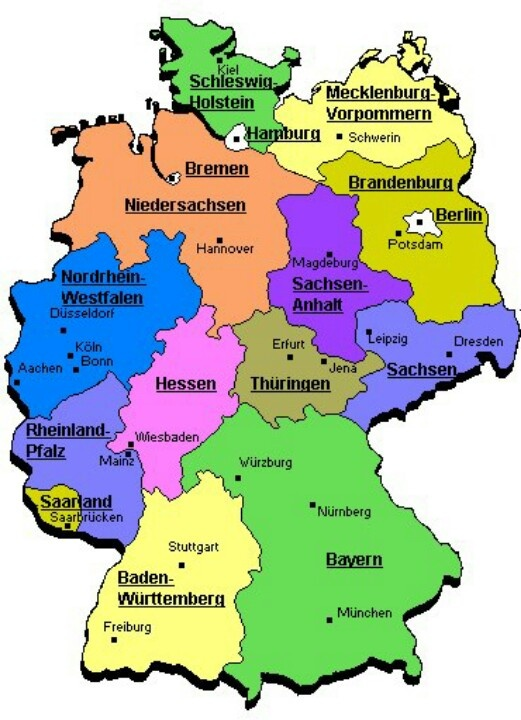 Kiel
Schleswig-
Holstein
Mecklenburg-
Vorpommern
Hamburg
Schwerin
Bremen
Brandenburg
Niedersachsen
Berlin
Hannover
Potsdam
Magdeburg
Nordrhein-
Westfalen
Sachsen-
Anhalt
Düsseldorf
Leipzig
Dresden
Köln
Bonn
Aachen
Erfurt
Jena
Sachsen
Hessen
Thüringen
Rheinland-
Pfalz
Wiesbaden
Mainz
Würzburg
Saarland
Saarbrücken
Nürnberg
Stuttgart
Bayern
Baden-
Württemberg
München
Freiburg